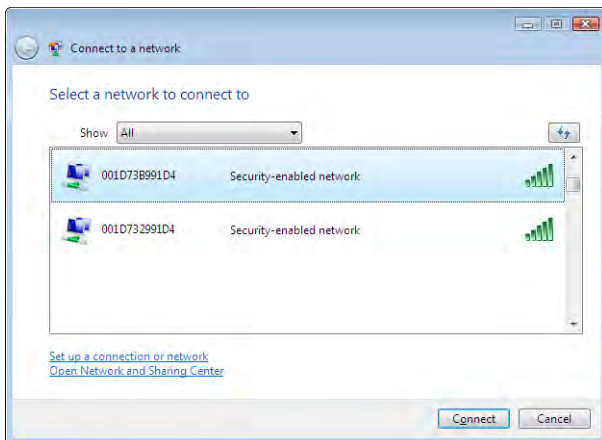 Connect to a network
Select a network to connect to
Show All
001D73B991D4 Security-enabled network
001D732991D4 Security-enabled network
Set up a connection or network
Open Network and Sharing Center
Connect Cancel